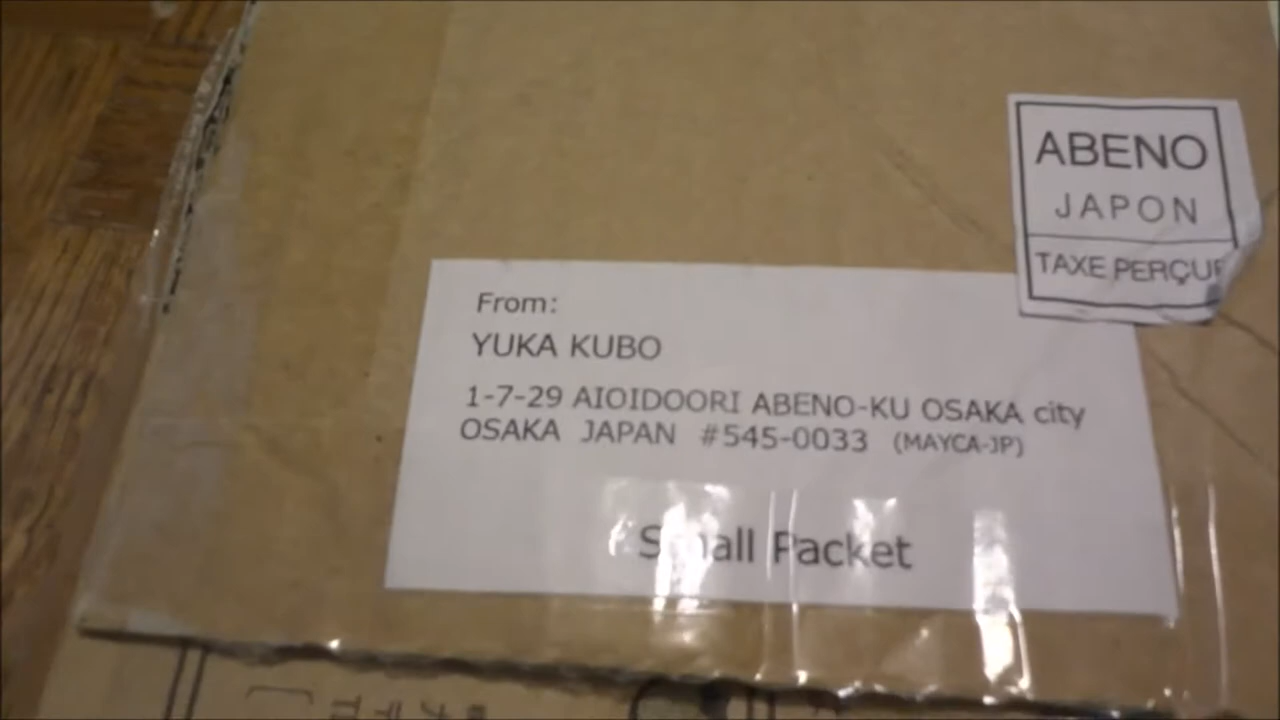 ABENO
JAPON
TAXE PERÇUE
From:
YUKA KUBO
1-7-29 AIOIDOORI ABENO-KU OSAKA city
OSAKA JAPAN #545-0033 (MAYCA-JP)
Small Packet